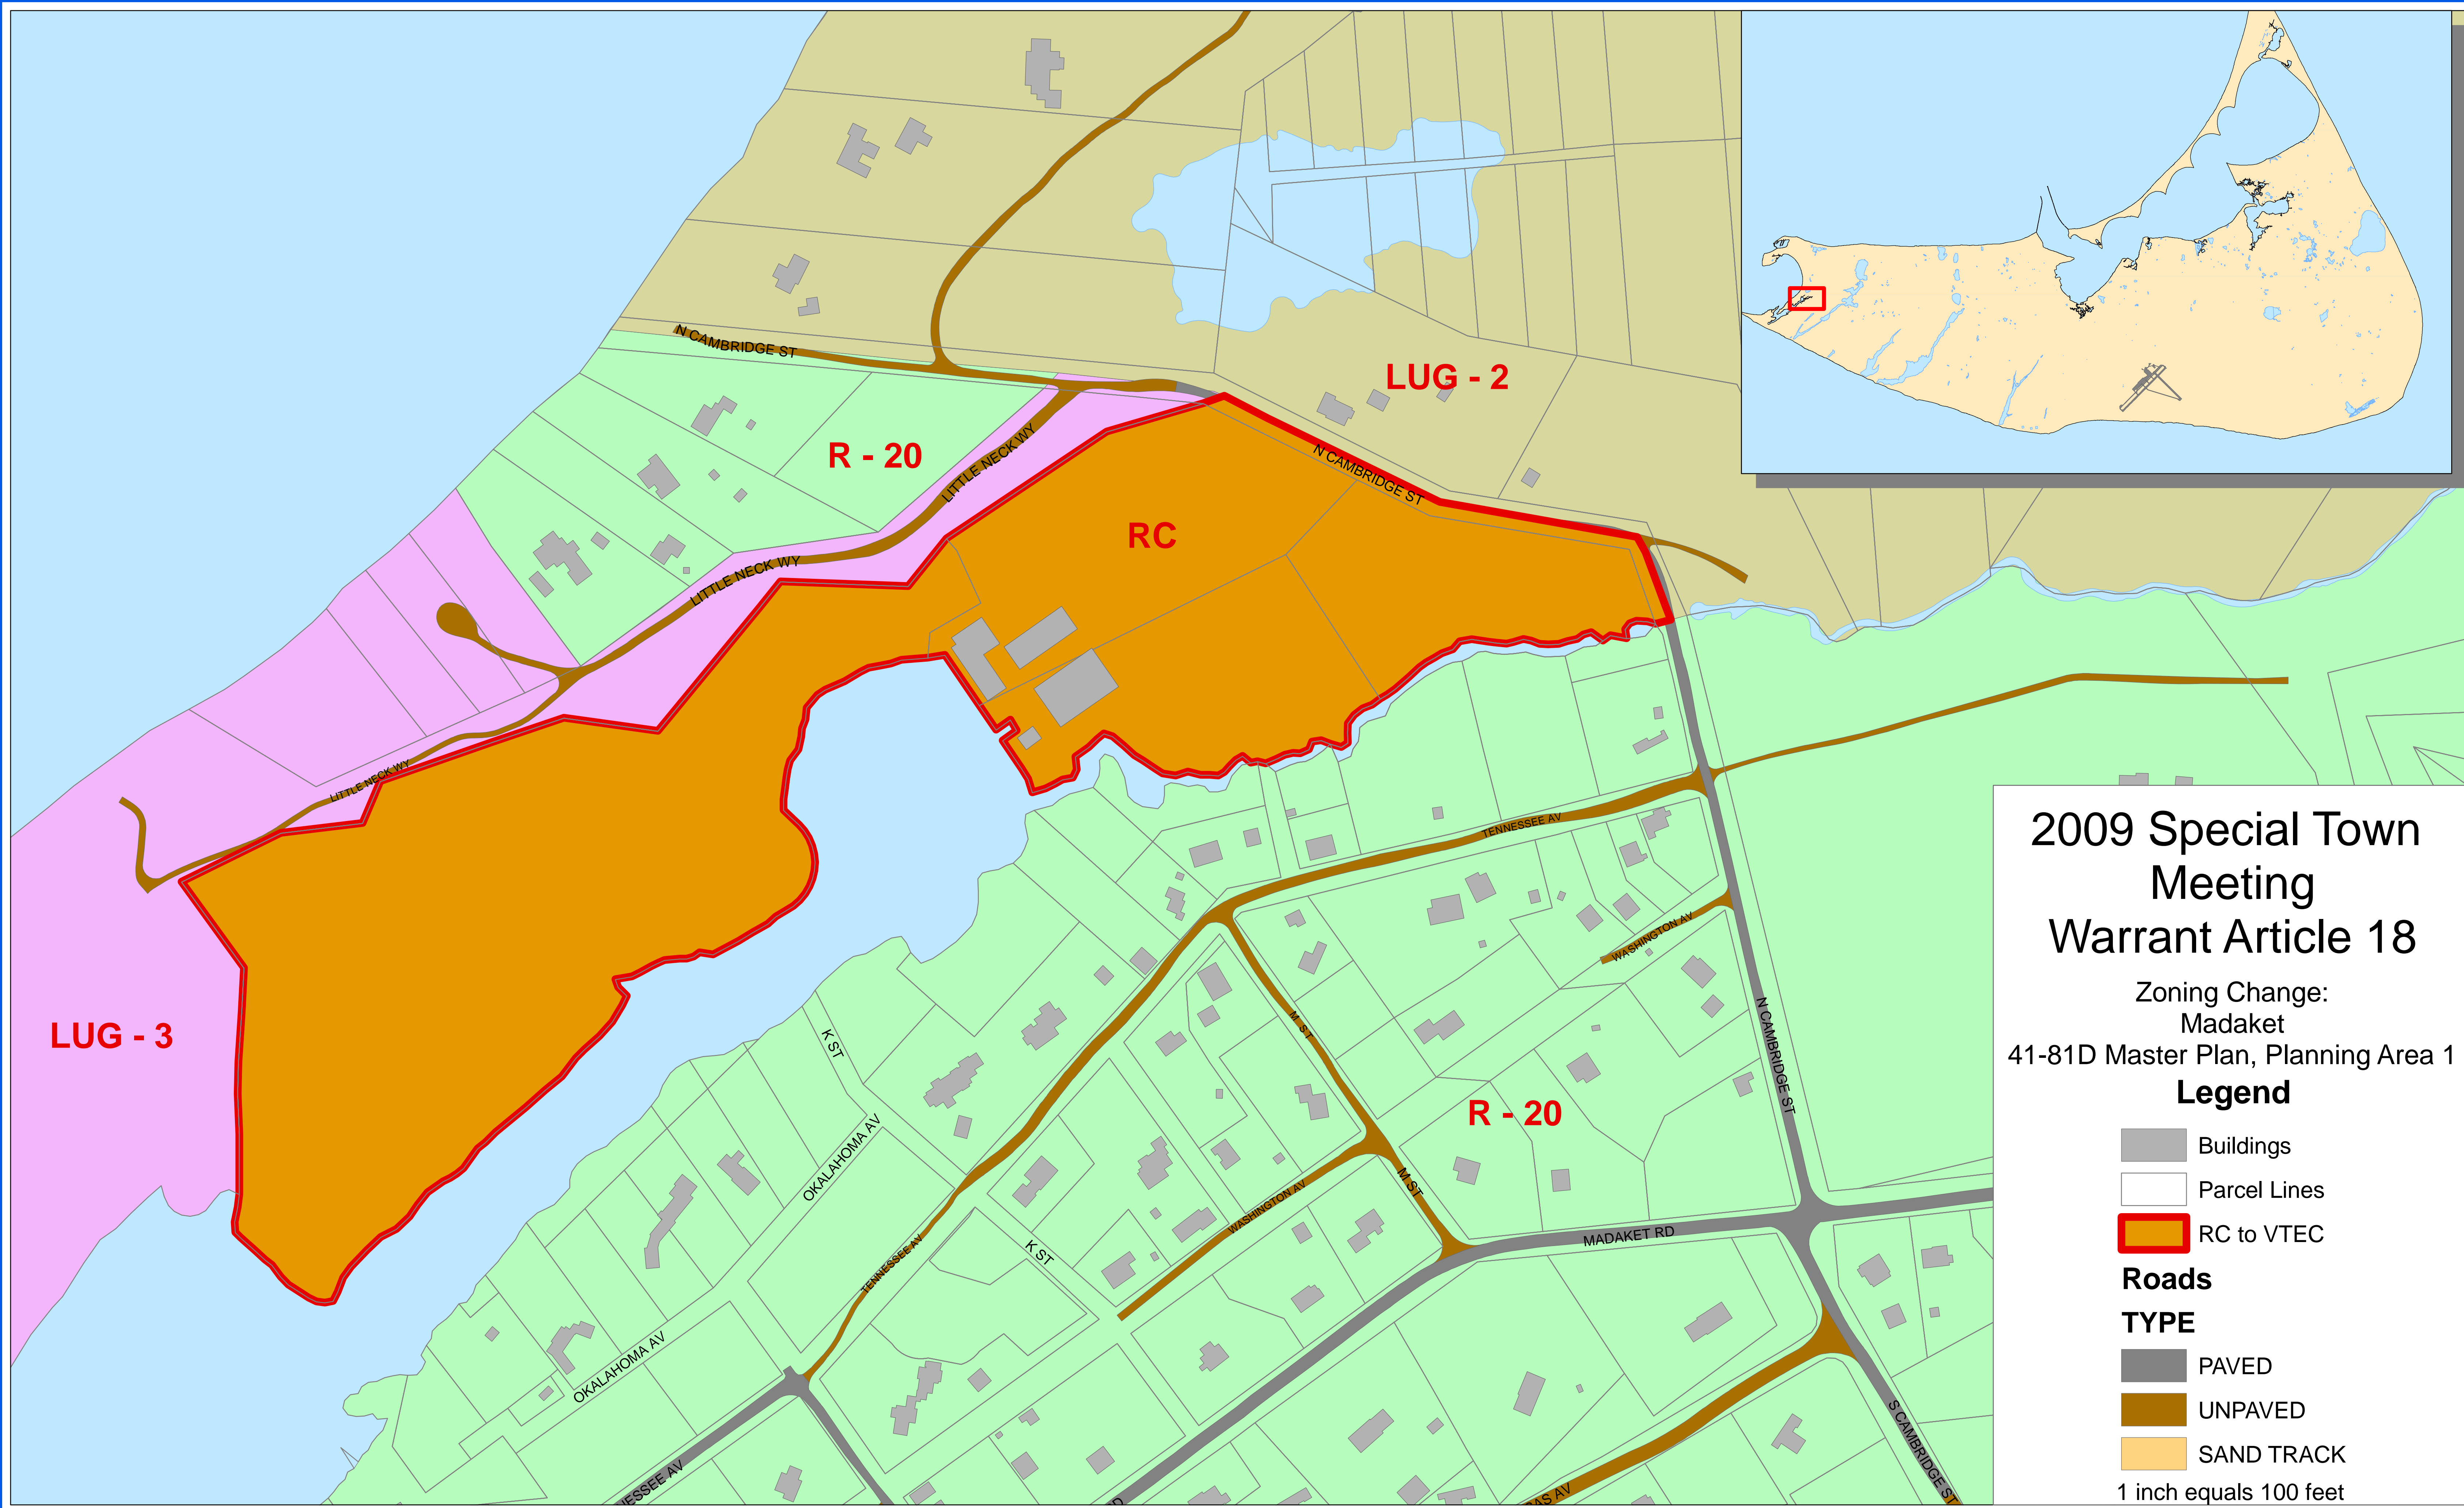 N CAMBRIDGE ST
LUG - 2
R - 20
LITTLE NECK WY
N CAMBRIDGE ST
RC
LITTLE NECK WY
LITTLE NECK WY
TENNESSEE AV
WASHINGTON AV
LUG - 3
K ST
M ST
N CAMBRIDGE ST
R - 20
OKALAHOMA AV
M ST
WASHINGTON AV
K ST
TENNESSEE AV
MADAKET RD
OKALAHOMA AV
S CAMBRIDGE ST
NESSEE AV
D
AS AV
2009 Special Town
Meeting
Warrant Article 18
Zoning Change:
Madaket
41-81D Master Plan, Planning Area 1
Legend
Buildings
Parcel Lines
RC to VTEC
Roads
TYPE
PAVED
UNPAVED
SAND TRACK
1 inch equals 100 feet